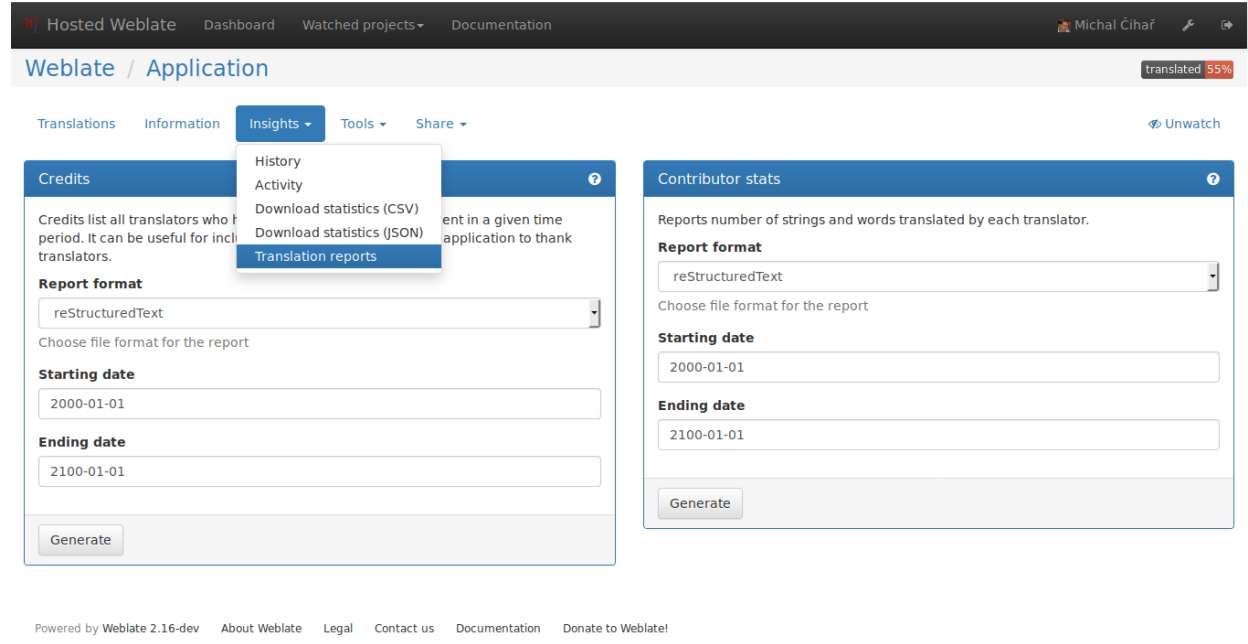 Hosted Weblate Dashboard Watched projects Documentation Michal Čihař
Weblate / Application translated 55%
Translations Information Insights Tools Share Unwatch
History
Activity
Download statistics (CSV)
Download statistics (JSON)
Translation reports
Credits
Credits list all translators who ent in a given time
period. It can be useful for application to thank
translators.
Report format
reStructuredText
Choose file format for the report
Starting date
2000-01-01
Ending date
2100-01-01
Generate
Contributor stats
Reports number of strings and words translated by each translator.
Report format
reStructuredText
Choose file format for the report
Starting date
2000-01-01
Ending date
2100-01-01
Generate
Powered by Weblate 2.16-dev About Weblate Legal Contact us Documentation Donate to Weblate!